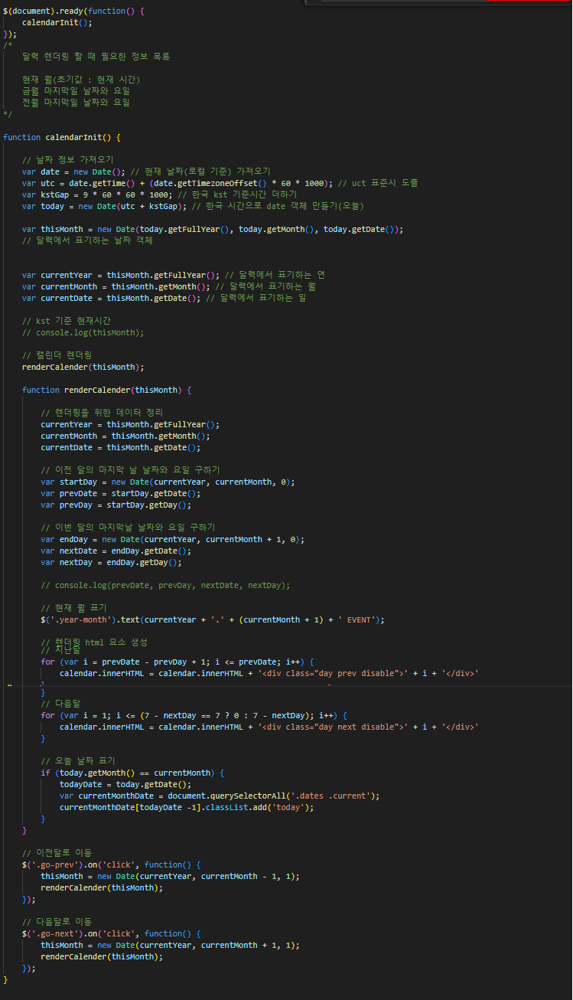 $(document).ready(function() {
    calendarInit();
});
/*
    달력 렌더링 할 때 필요한 정보 목록

    현재 월(초기값 : 현재 시간)
    금월 마지막일 날짜와 요일
    전월 마지막일 날짜와 요일
*/

function calendarInit() {

    // 날짜 정보 가져오기
    var date = new Date(); // 현재 날짜(로컬 기준) 가져오기
    var utc = date.getTime() + (date.getTimezoneOffset() * 60 * 1000); // uct 표준시 도출
    var kstGap = 9 * 60 * 60 * 1000; // 한국 kst 기준시간 더하기
    var today = new Date(utc + kstGap); // 한국 시간으로 date 객체 만들기(오늘)

    var thisMonth = new Date(today.getFullYear(), today.getMonth(), today.getDate());
    // 달력에서 표기하는 날짜 객체


    var currentYear = thisMonth.getFullYear(); // 달력에서 표기하는 연
    var currentMonth = thisMonth.getMonth(); // 달력에서 표기하는 월
    var currentDate = thisMonth.getDate(); // 달력에서 표기하는 일

    // kst 기준 현재시간
    // console.log(thisMonth);

    // 캘린더 렌더링
    renderCalender(thisMonth);

    function renderCalender(thisMonth) {

        // 렌더링을 위한 데이터 정리
        currentYear = thisMonth.getFullYear();
        currentMonth = thisMonth.getMonth();
        currentDate = thisMonth.getDate();

        // 이전 달의 마지막 날 날짜와 요일 구하기
        var startDay = new Date(currentYear, currentMonth, 0);
        var prevDate = startDay.getDate();
        var prevDay = startDay.getDay();

        // 이번 달의 마지막날 날짜와 요일 구하기
        var endDay = new Date(currentYear, currentMonth + 1, 0);
        var nextDate = endDay.getDate();
        var nextDay = endDay.getDay();

        // console.log(prevDate, prevDay, nextDate, nextDay);

        // 현재 월 표기
        $('.year-month').text(currentYear + '.' + (currentMonth + 1) + ' EVENT');

        // 렌더링 html 요소 생성
        // 지난달
        for (var i = prevDate - prevDay + 1; i <= prevDate; i++) {
            calendar.innerHTML = calendar.innerHTML + '<div class="day prev disable">' + i + '</div>'
        }
        // 다음달
        for (var i = 1; i <= (7 - nextDay == 7 ? 0 : 7 - nextDay); i++) {
            calendar.innerHTML = calendar.innerHTML + '<div class="day next disable">' + i + '</div>'
        }

        // 오늘 날짜 표기
        if (today.getMonth() == currentMonth) {
            todayDate = today.getDate();
            var currentMonthDate = document.querySelectorAll('.dates .current');
            currentMonthDate[todayDate -1].classList.add('today');
        }
    }

    // 이전달로 이동
    $('.go-prev').on('click', function() {
        thisMonth = new Date(currentYear, currentMonth - 1, 1);
        renderCalender(thisMonth);
    });

    // 다음달로 이동
    $('.go-next').on('click', function() {
        thisMonth = new Date(currentYear, currentMonth + 1, 1);
        renderCalender(thisMonth);
    });
}